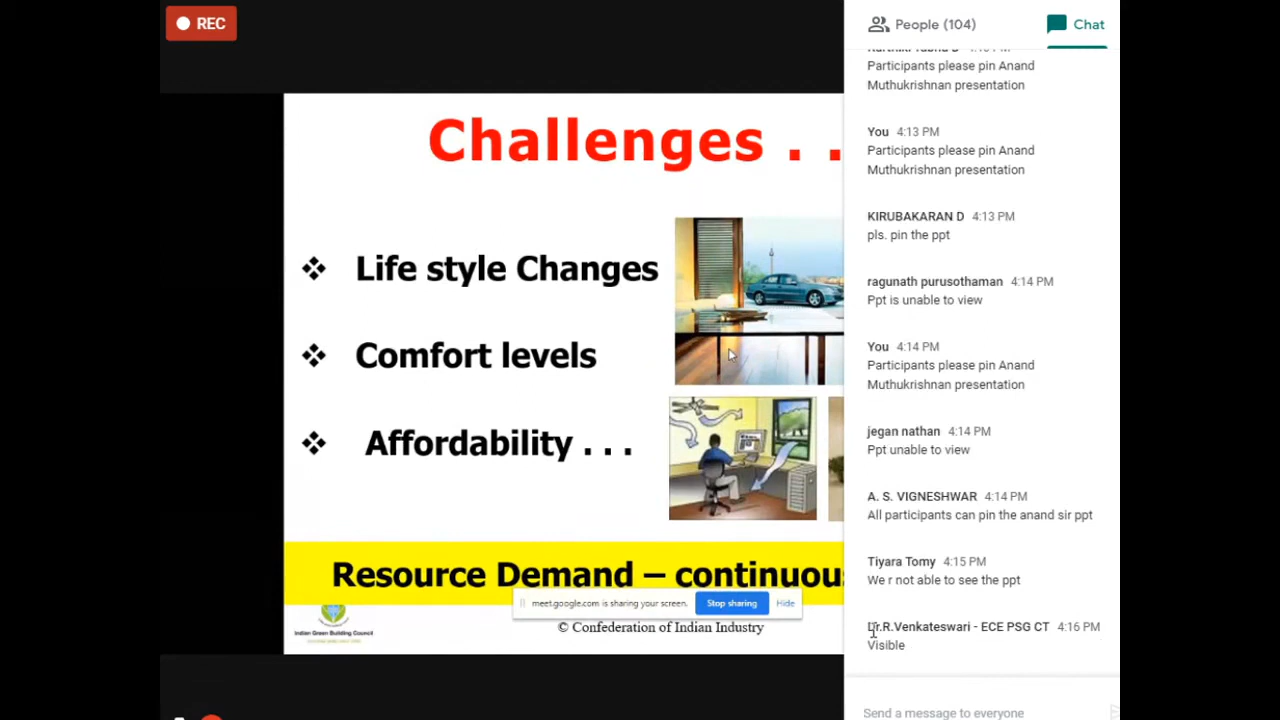 REC
People (104)
Chat
Challenges . .
Life style Changes
Comfort levels
Affordability . . .
Resource Demand – continuou
meet.google.com is sharing your screen.
Stop sharing
Hide
Indian Green Building Council
© Confederation of Indian Industry
Participants please pin Anand
Muthukrishnan presentation
You 4:13 PM
Participants please pin Anand
Muthukrishnan presentation
KIRUBAKARAN D 4:13 PM
pls. pin the ppt
ragunath purusothaman 4:14 PM
Ppt is unable to view
You 4:14 PM
Participants please pin Anand
Muthukrishnan presentation
jegan nathan 4:14 PM
Ppt unable to view
A. S. VIGNESHWAR 4:14 PM
All participants can pin the anand sir ppt
Tiyara Tomy 4:15 PM
We r not able to see the ppt
Dr.R.Venkateswari - ECE PSG CT 4:16 PM
Visible
Send a message to everyone